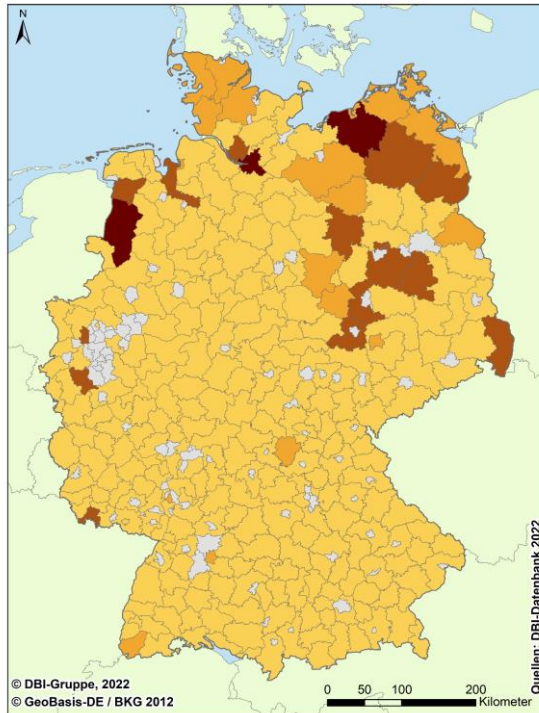 N
Quellen: DBI-Datenbank 2022
© DBI-Gruppe, 2022
© GeoBasis-DE / BKG 2012
0 50 100 200
Kilometer